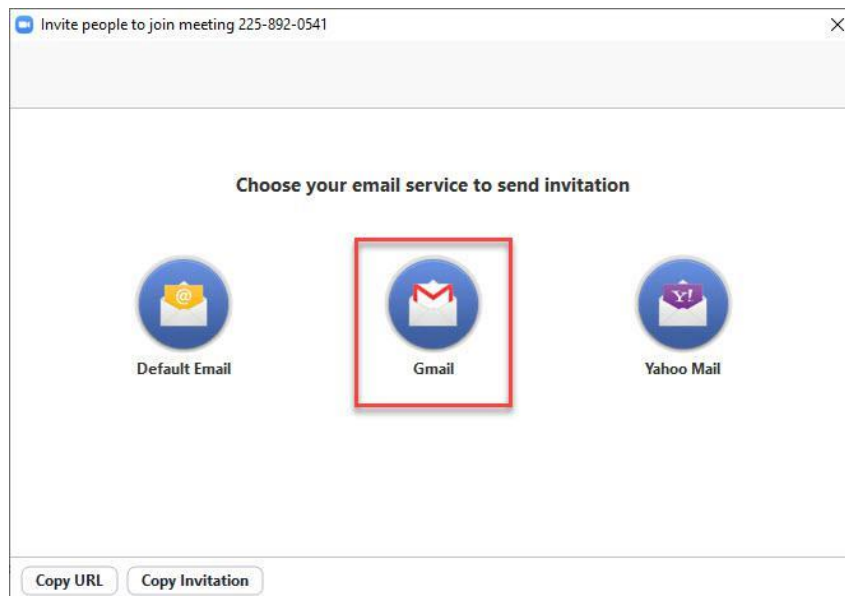 Invite people to join meeting 225-892-0541
Choose your email service to send invitation
@
Y!
Default Email
Gmail
Yahoo Mail
Copy URL
Copy Invitation